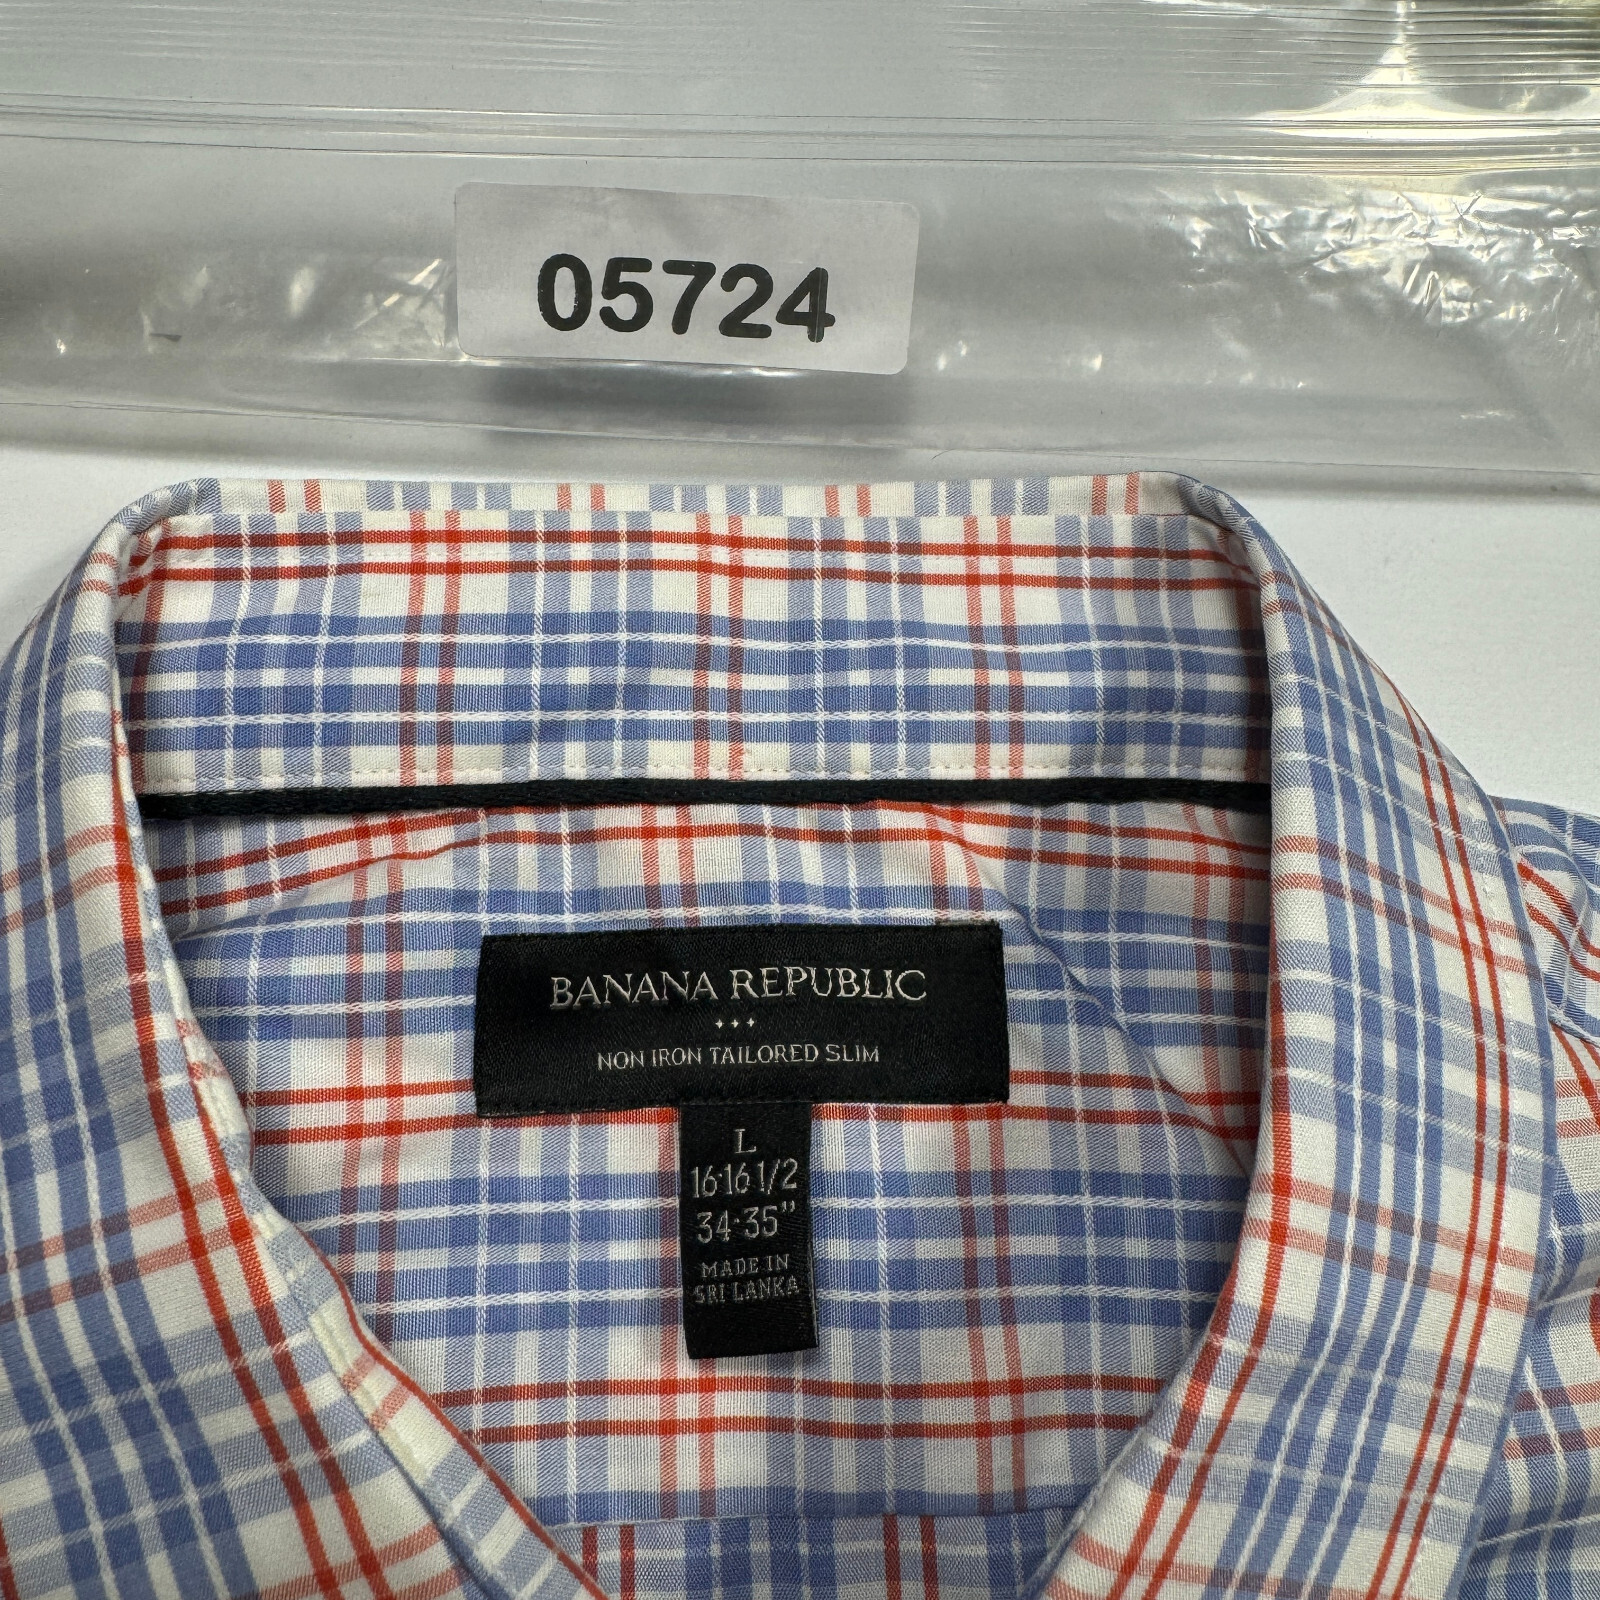 05724
BANANA REPUBLIC
NON IRON TAILORED SLIM
L
16·16 1/2
34·35"
MADE IN
SRI LANKA